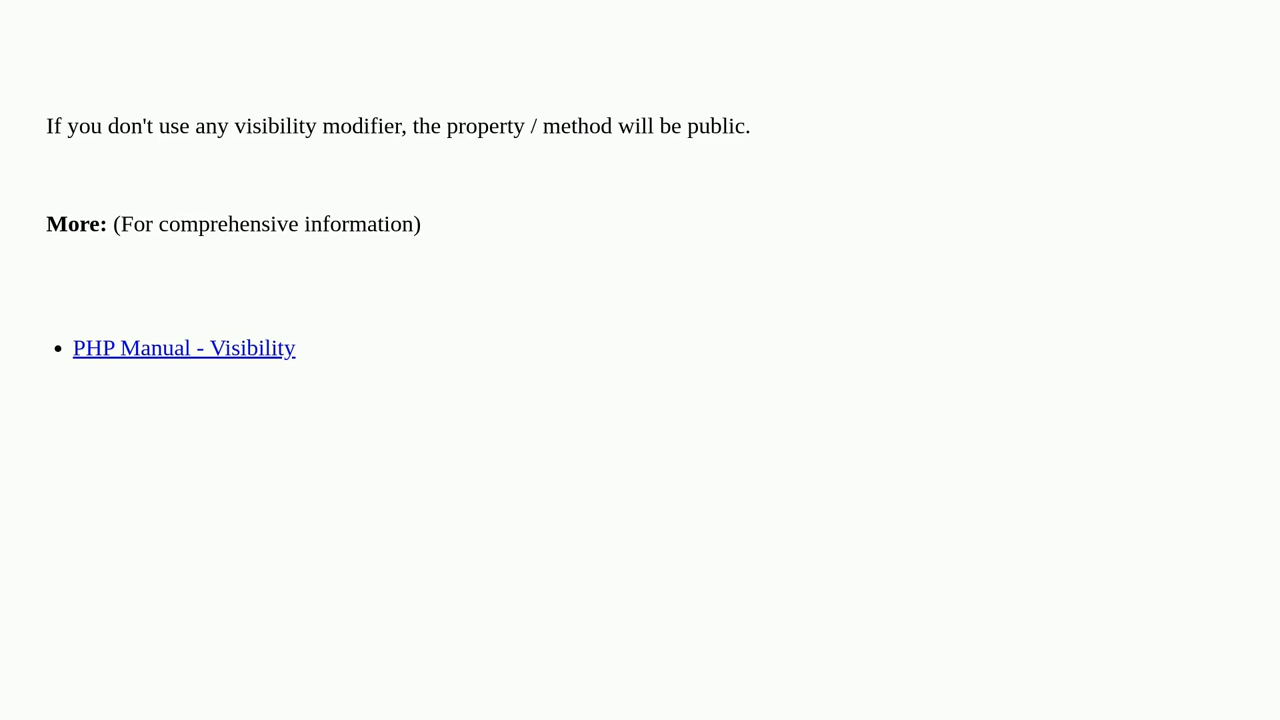 If you don't use any visibility modifier, the property / method will be public.
More: (For comprehensive information)
• PHP Manual - Visibility